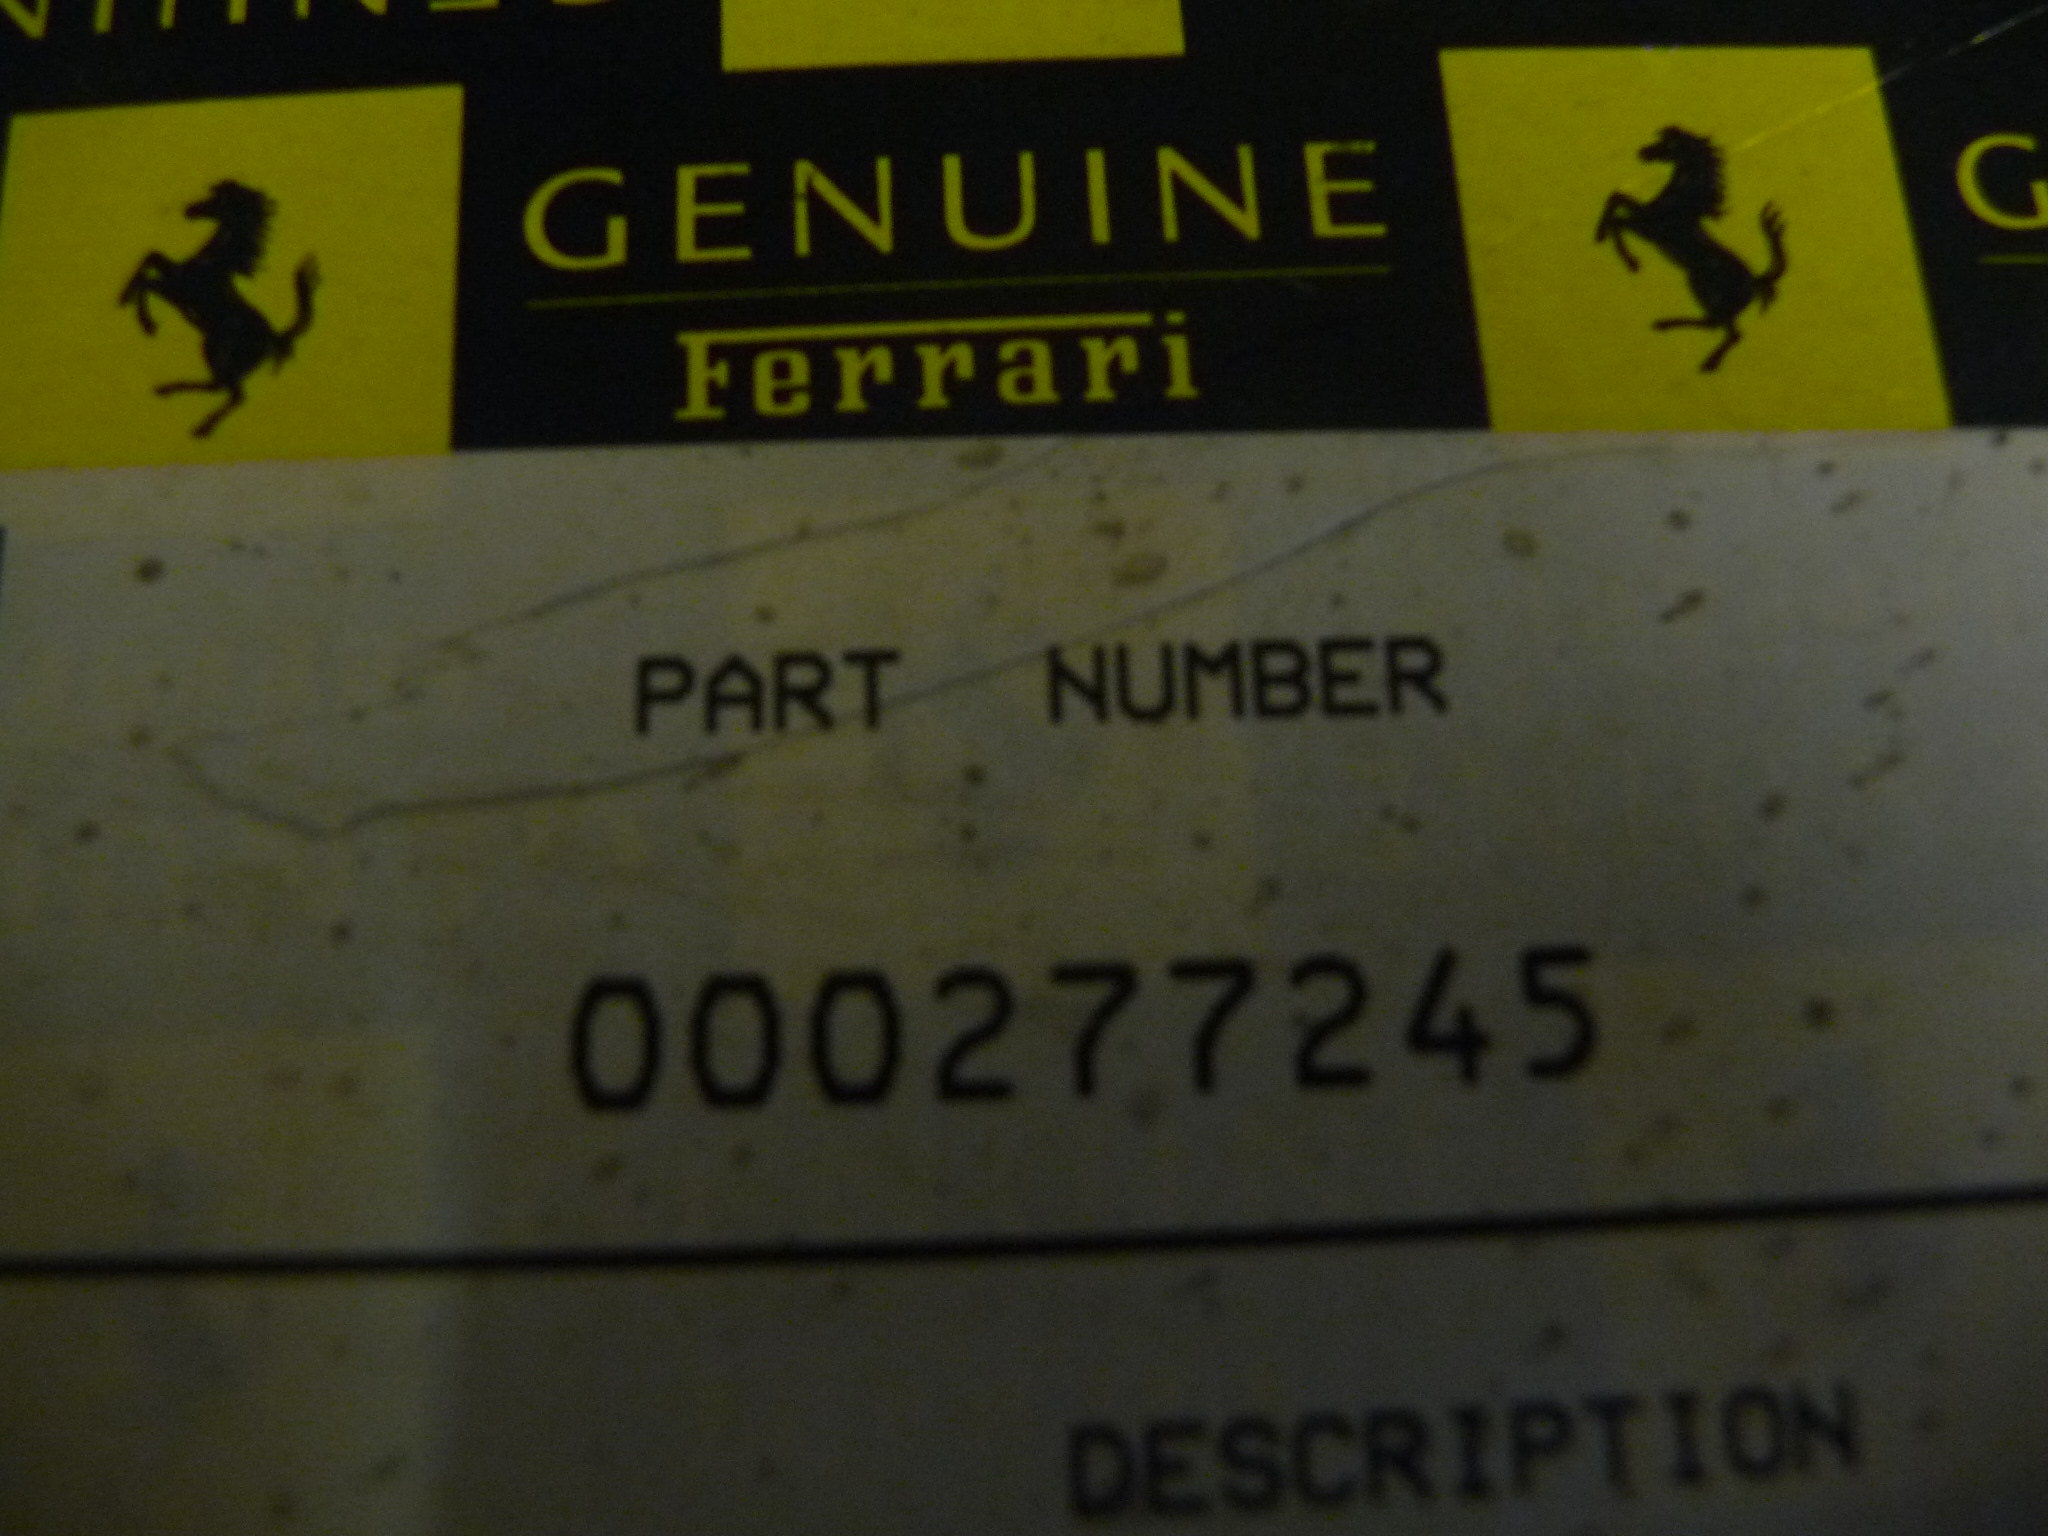 GENUINE
Ferrari
PART NUMBER
000277245
DESCRIPTION